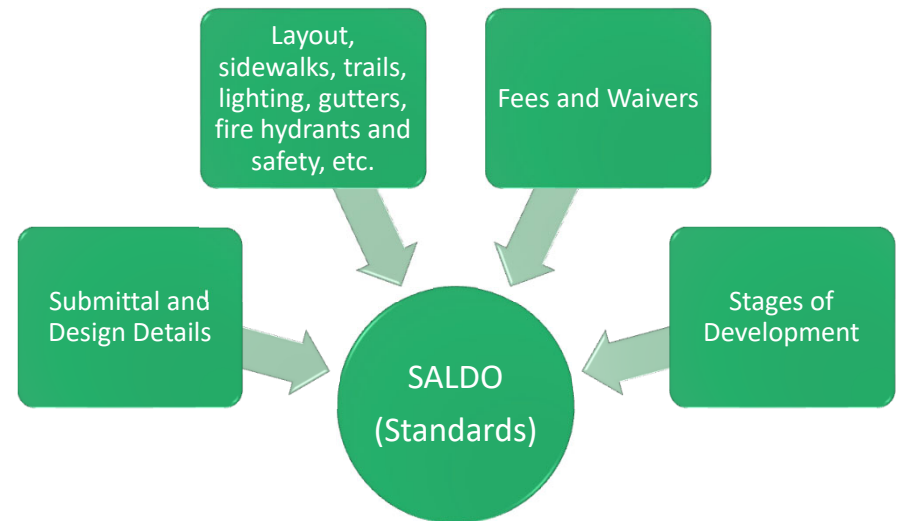 Layout,
sidewalks, trails,
lighting, gutters,
fire hydrants and
safety, etc.
Fees and Waivers
Submittal and
Design Details
Stages of
Development
SALDO
(Standards)